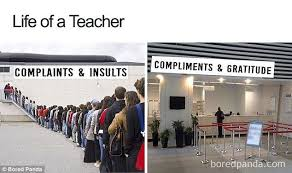 Life of a Teacher
COMPLAINTS & INSULTS
COMPLIMENTS & GRATITUDE
© Bored Panda
boredpanda.com